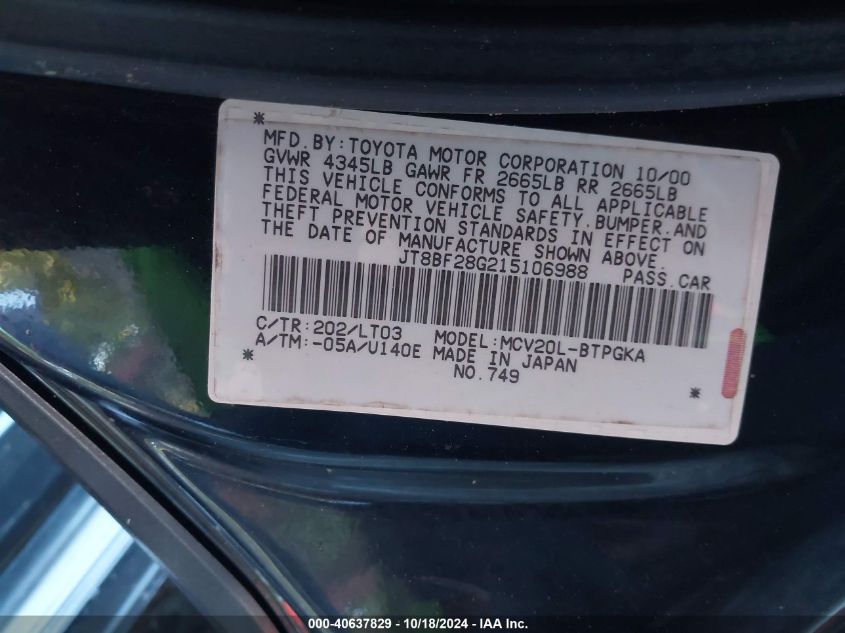 * MFD. BY: TOYOTA MOTOR CORPORATION 10/00
GVWR 4345LB GAWR FR 2665LB RR 2665LB
THIS VEHICLE CONFORMS TO ALL APPLICABLE
FEDERAL MOTOR VEHICLE SAFETY, BUMPER, AND
THEFT PREVENTION STANDARDS IN EFFECT ON
THE DATE OF MANUFACTURE SHOWN ABOVE.
JT8BF28G215106988 PASS. CAR
C/TR: 202/LT03 MODEL: MCV20L-BTPGKA
A/TM: -05A/U140E MADE IN JAPAN
* NO. 749 *
000-40637829 - 10/18/2024 - IAA Inc.